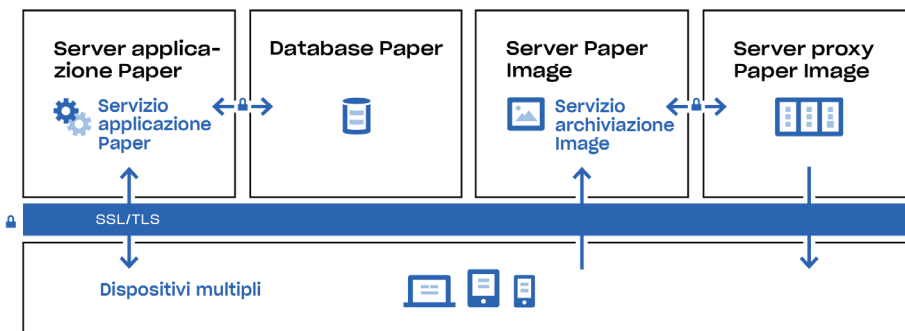 Server applica-
zione Paper
Servizio
applicazione
Paper
Database Paper
Server Paper
Image
Servizio
archiviazione
Image
Server proxy
Paper Image
SSL/TLS
Dispositivi multipli